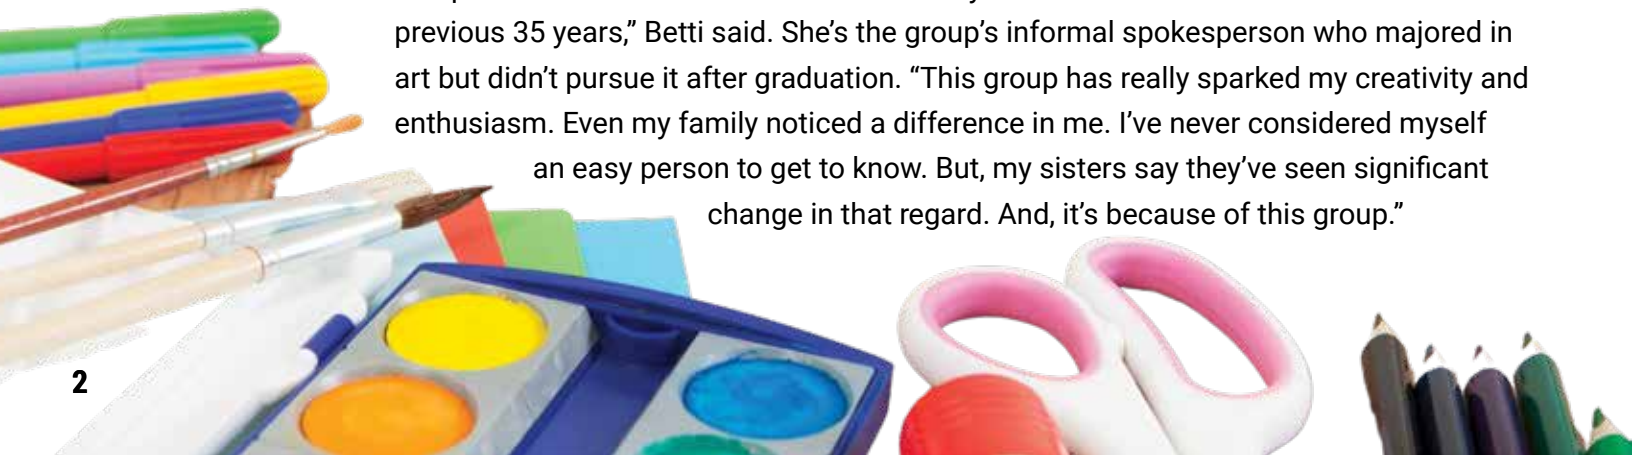 previous 35 years,” Betti said. She’s the group’s informal spokesperson who majored in
art but didn’t pursue it after graduation. “This group has really sparked my creativity and
enthusiasm. Even my family noticed a difference in me. I’ve never considered myself
an easy person to get to know. But, my sisters say they’ve seen significant
change in that regard. And, it’s because of this group.”
2